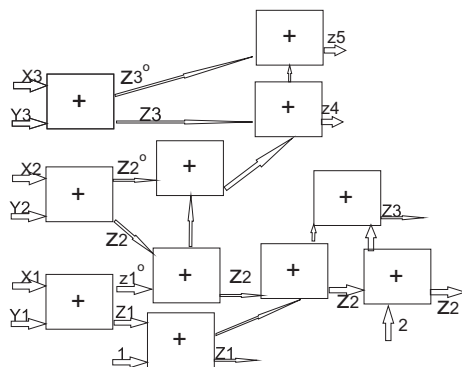 + z5
X3 Z3° + z4
Y3 + Z3
X2 Z2° +
Y2 + Z2 + Z3
X1 z1° + Z2 + Z2 + Z2
Y1 + Z1 2
1 + Z1